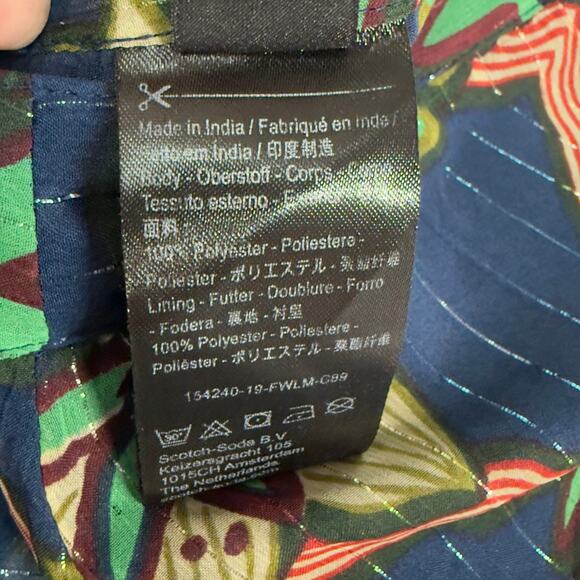 Made in India / Fabriqué en Inde /
em India / 印度制造
Body - Oberstoff - Corps -
Tessuto esterno -
面料
100% Polyester - Poliestere -
Poliester - ポリエステル - 聚酯纤维
Lining - Futter - Doublure - Forro
- Fodera - 裏地 - 衬里
100% Polyester - Poliestere -
Poliéster - ポリエステル - 聚酯纤维
154240-19-FWLM-C89
Scotch-Soda B.V.
Keizersgracht 105
1015CH Amsterdam
The Netherlands